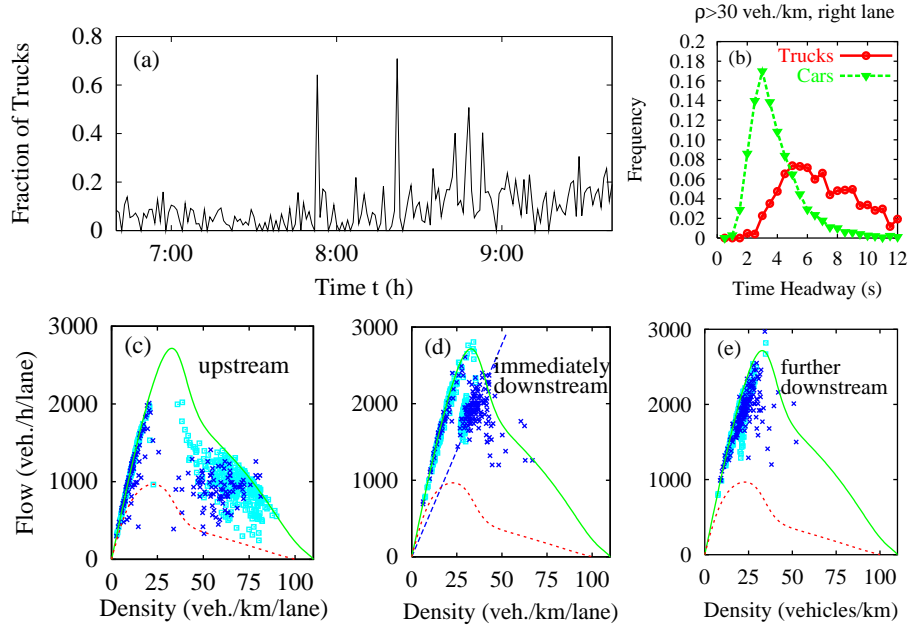 ρ>30 veh./km, right lane
(a)
Fraction of Trucks
0.8
0.6
0.4
0.2
0
7:00
8:00
9:00
Time t (h)
(b)
Trucks
Cars
Frequency
0.2
0.18
0.16
0.14
0.12
0.10
0.08
0.06
0.04
0.02
0
0 2 4 6 8 10 12
Time Headway (s)
(c)
upstream
Flow (veh./h/lane)
3000
2000
1000
0
0 25 50 75 100
Density (veh./km/lane)
(d)
immediately
downstream
3000
2000
1000
0
0 25 50 75 100
Density (veh./km/lane)
(e)
further
downstream
3000
2000
1000
0
0 25 50 75 100
Density (vehicles/km)